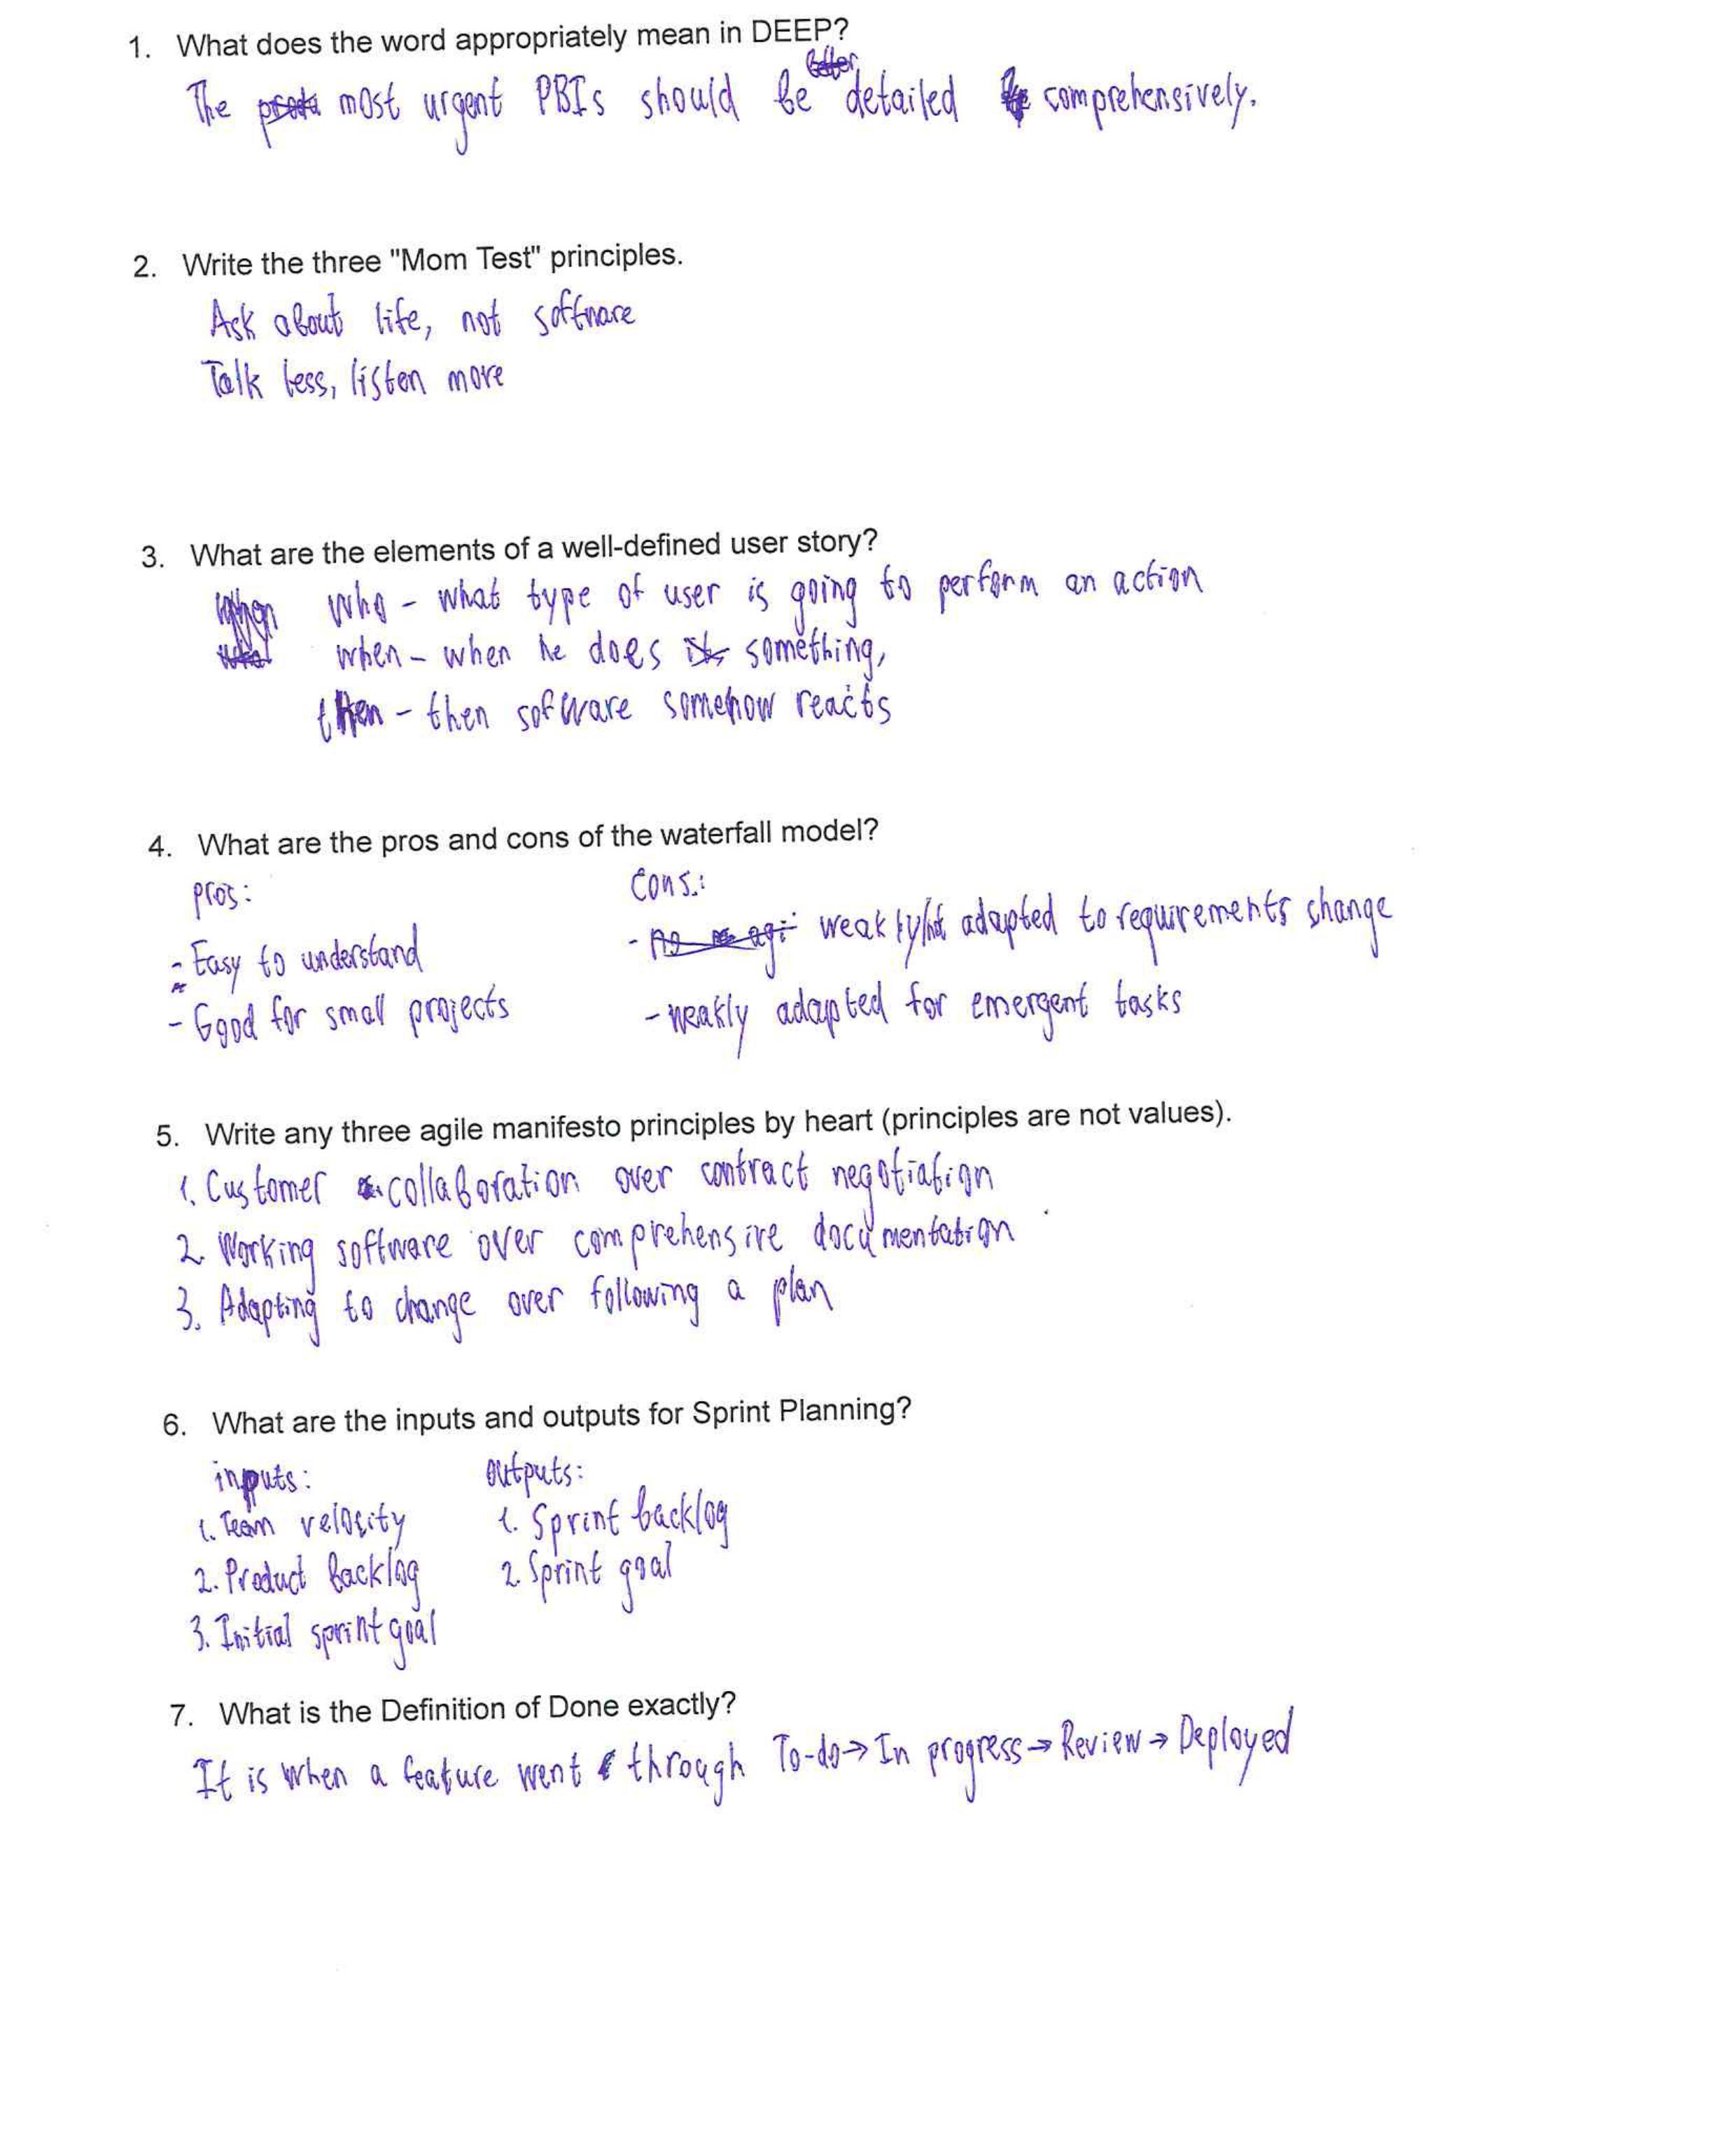 1. What does the word appropriately mean in DEEP?
better
The most urgent PBIs should be detailed comprehensively.
2. Write the three "Mom Test" principles.
Ask about life, not software
Talk less, listen more
3. What are the elements of a well-defined user story?
When Who - what type of user is going to perform an action
when - when he does something,
then - then software somehow reacts
4. What are the pros and cons of the waterfall model?
pros: cons.:
- Easy to understand - weakly adapted to requirements change
- Good for small projects - weakly adapted for emergent tasks
5. Write any three agile manifesto principles by heart (principles are not values).
1. Customer collaboration over contract negotiation
2. Working software over comprehensive documentation
3. Adapting to change over following a plan
6. What are the inputs and outputs for Sprint Planning?
inputs: outputs:
1. Team velocity 1. Sprint backlog
2. Product backlog 2. Sprint goal
3. Initial sprint goal
7. What is the Definition of Done exactly?
It is when a feature went through To-do→In progress→Review→Deployed